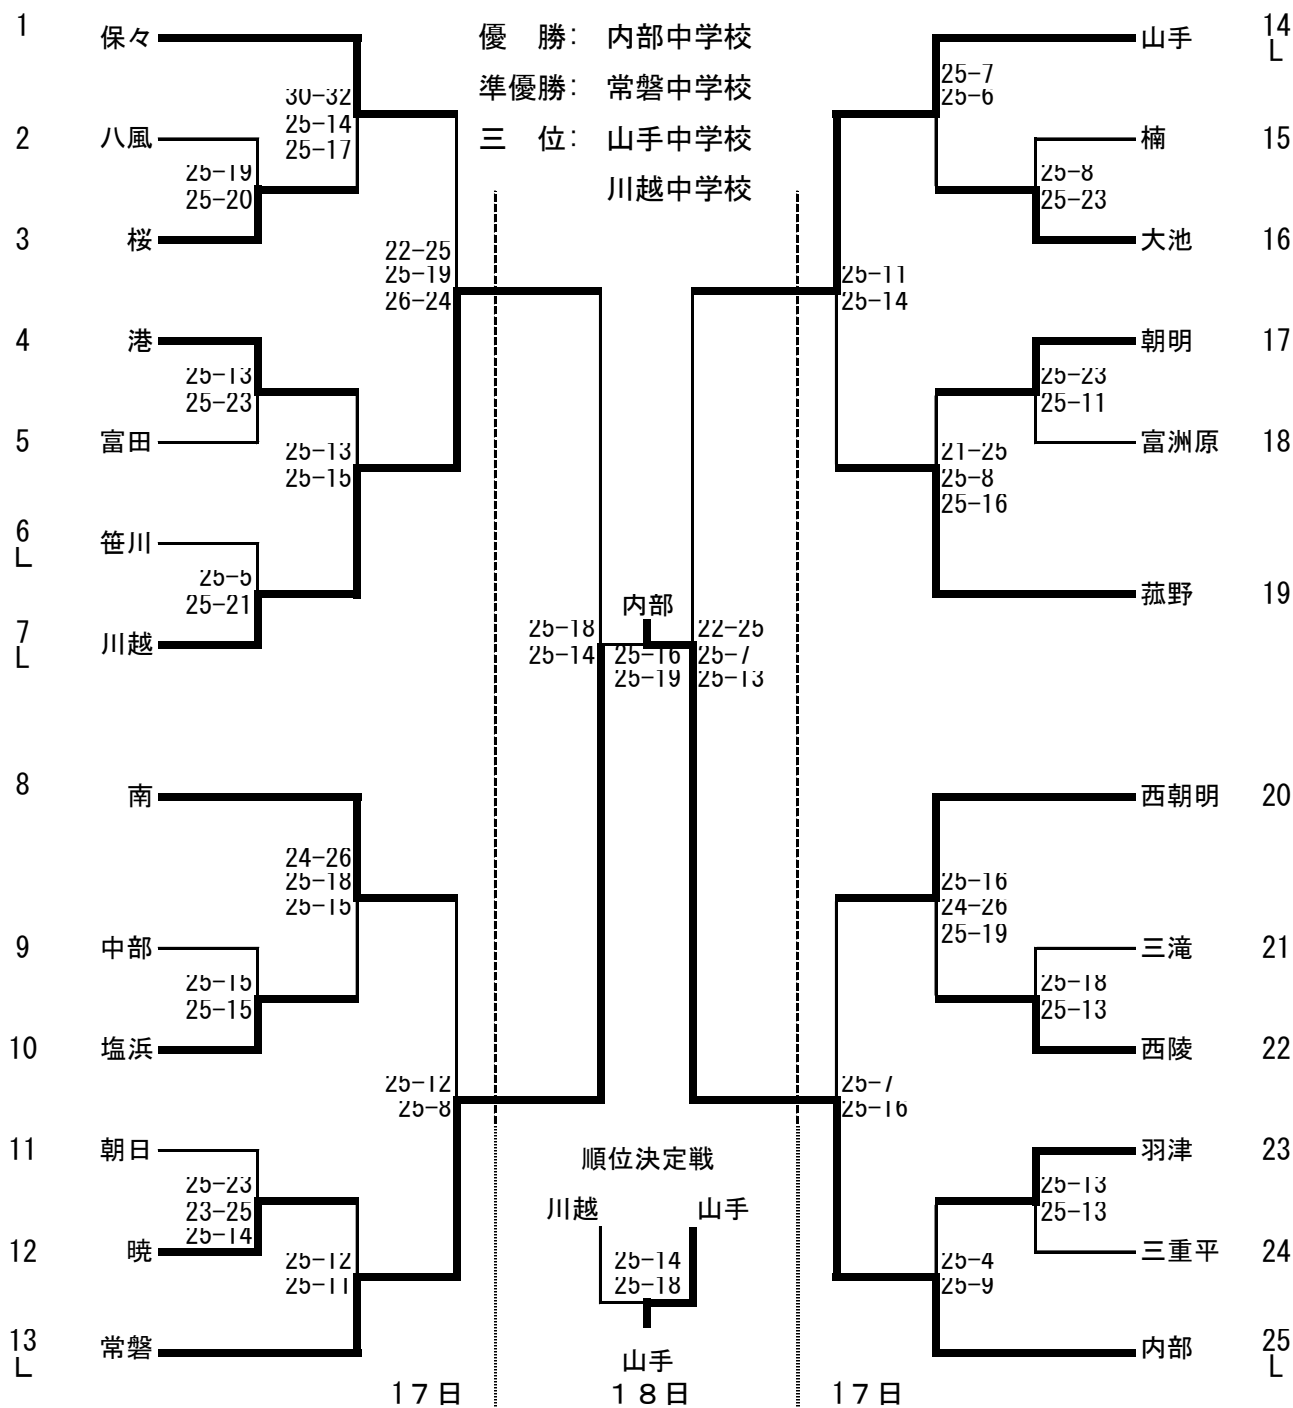 優　勝： 内部中学校
準優勝： 常磐中学校
三　位： 山手中学校
川越中学校
1 保々
30-32
25-14
25-17
2 八風
25-19
25-20
3 桜
22-25
25-19
26-24
4 港
25-13
25-23
5 富田
25-13
25-15
6 L 笹川
25-5
25-21
7 L 川越
8 南
24-26
25-18
25-15
9 中部
25-15
25-15
10 塩浜
25-12
25-8
11 朝日
25-23
23-25
25-14
12 暁
25-12
25-11
13 L 常磐
内部
25-18
25-14
25-16
25-19
22-25
25-7
25-13
順位決定戦
川越 山手
25-14
25-18
山手
山手 14 L
25-7
25-6
楠 15
25-8
25-23
大池 16
25-11
25-14
朝明 17
25-23
25-11
富洲原 18
21-25
25-8
25-16
菰野 19
西朝明 20
25-16
24-26
25-19
三滝 21
25-18
25-13
西陵 22
25-7
25-16
羽津 23
25-13
25-13
三重平 24
25-4
25-9
内部 25 L
17日 １８日 17日